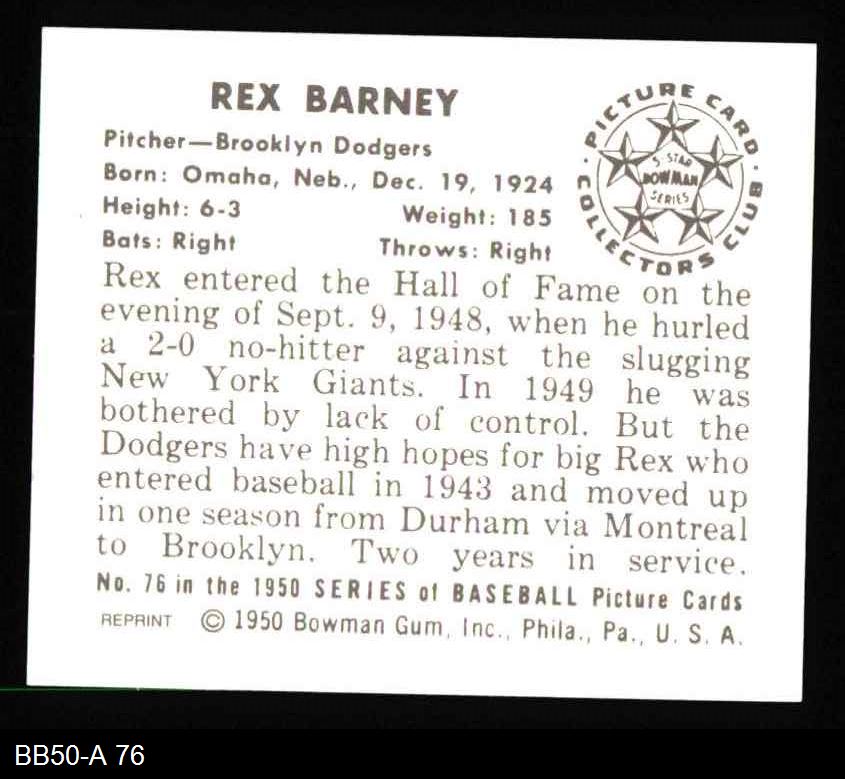 REX BARNEY
Pitcher—Brooklyn Dodgers
Born: Omaha, Neb., Dec. 19, 1924
Height: 6-3 Weight: 185
Bats: Right Throws: Right
PICTURE CARD
COLLECTORS CLUB
5-STAR
BOWMAN
SERIES
Rex entered the Hall of Fame on the
evening of Sept. 9, 1948, when he hurled
a 2-0 no-hitter against the slugging
New York Giants. In 1949 he was
bothered by lack of control. But the
Dodgers have high hopes for big Rex who
entered baseball in 1943 and moved up
in one season from Durham via Montreal
to Brooklyn. Two years in service.
No. 76 in the 1950 SERIES of BASEBALL Picture Cards
REPRINT © 1950 Bowman Gum, Inc., Phila., Pa., U. S. A.
BB50-A 76